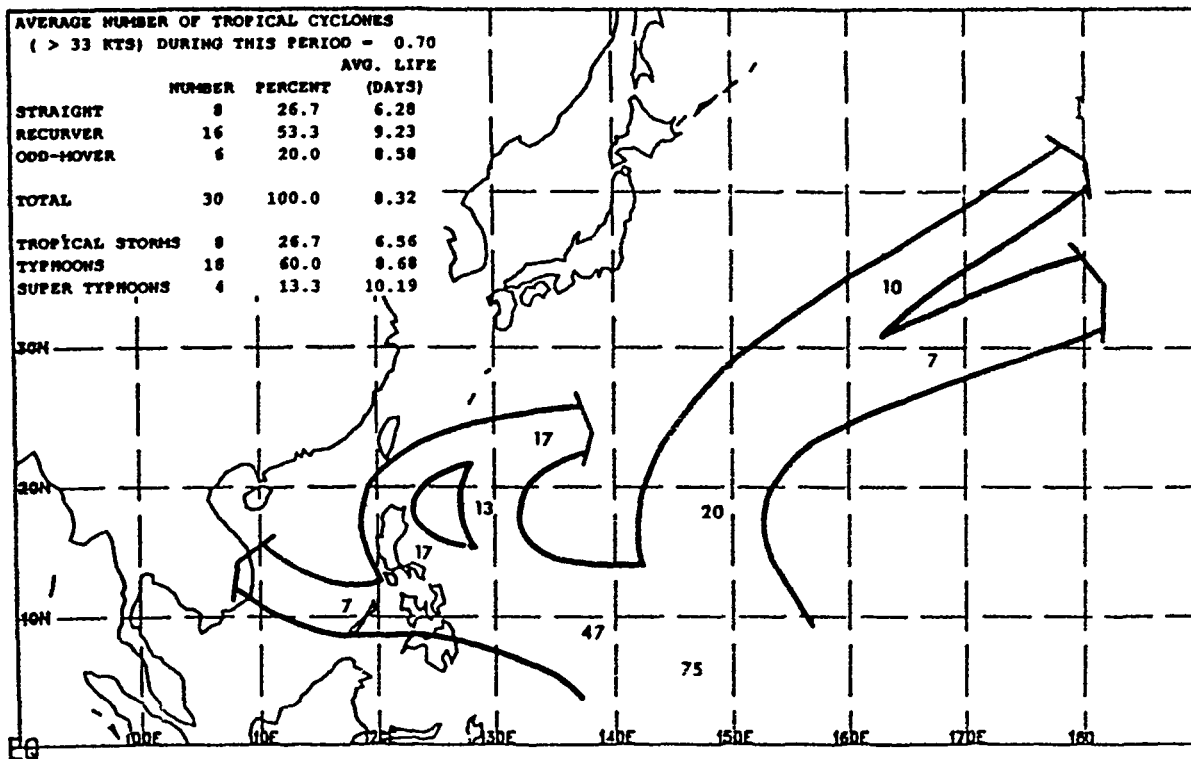 AVERAGE NUMBER OF TROPICAL CYCLONES
( > 33 KTS) DURING THIS PERIOD = 0.70
AVG. LIFE
NUMBER PERCENT (DAYS)
STRAIGHT 8 26.7 6.28
RECURVER 16 53.3 9.23
ODD-MOVER 6 20.0 8.58
TOTAL 30 100.0 8.32
TROPICAL STORMS 8 26.7 6.56
TYPHOONS 18 60.0 8.68
SUPER TYPHOONS 4 13.3 10.19
10
30N
7
17
20N
13
20
17
7
10N
47
75
100E 110E 12 130E 140E 150E 160E 170E 180
EQ